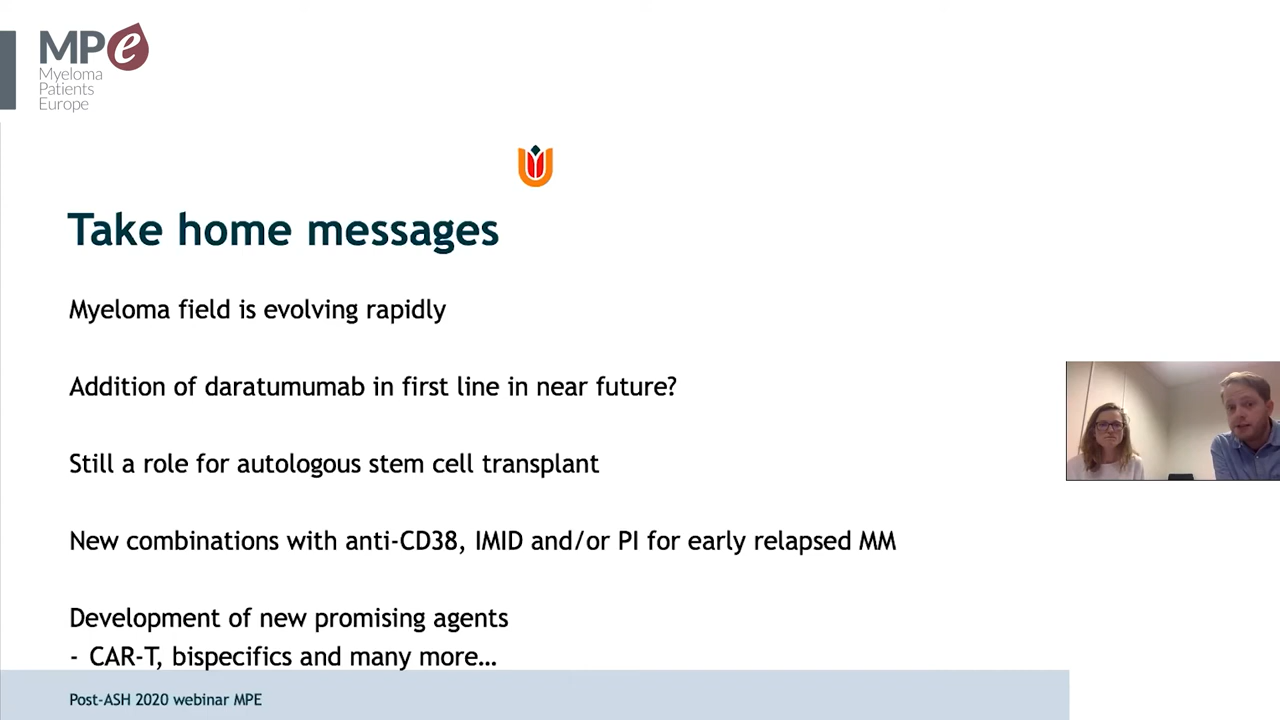 MPe
Myeloma
Patients
Europe
Take home messages
Myeloma field is evolving rapidly
Addition of daratumumab in first line in near future?
Still a role for autologous stem cell transplant
New combinations with anti-CD38, IMID and/or PI for early relapsed MM
Development of new promising agents
- CAR-T, bispecifics and many more…
Post-ASH 2020 webinar MPE